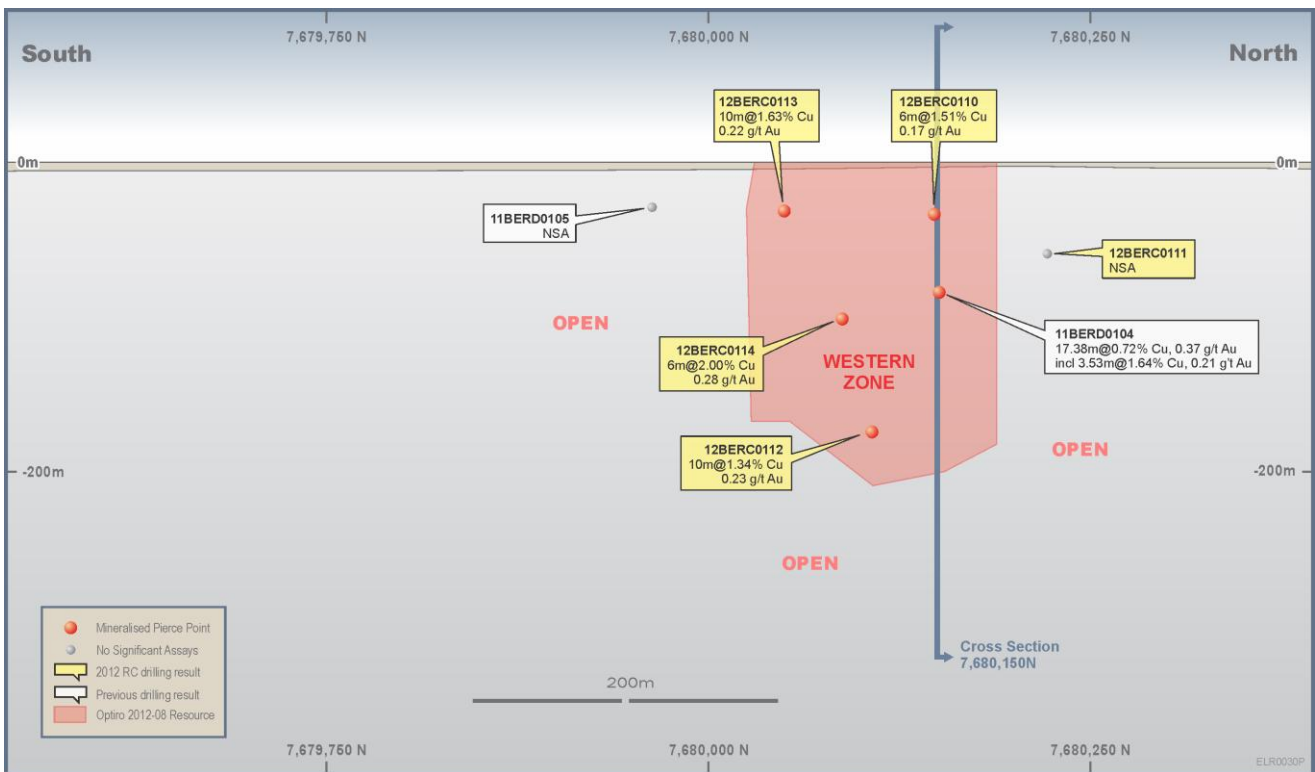 7,679,750 N
7,680,000 N
7,680,250 N
South
North
12BERC0113
10m@1.63% Cu
0.22 g/t Au
12BERC0110
6m@1.51% Cu
0.17 g/t Au
0m
0m
11BERD0105
NSA
12BERC0111
NSA
OPEN
11BERD0104
17.38m@0.72% Cu, 0.37 g/t Au
incl 3.53m@1.64% Cu, 0.21 g't Au
12BERC0114
6m@2.00% Cu
0.28 g/t Au
WESTERN
ZONE
12BERC0112
10m@1.34% Cu
0.23 g/t Au
OPEN
-200m
-200m
OPEN
Mineralised Pierce Point
No Significant Assays
2012 RC drilling result
Previous drilling result
Optiro 2012-08 Resource
Cross Section
7,680,150N
200m
7,679,750 N
7,680,000 N
7,680,250 N
ELR0030P